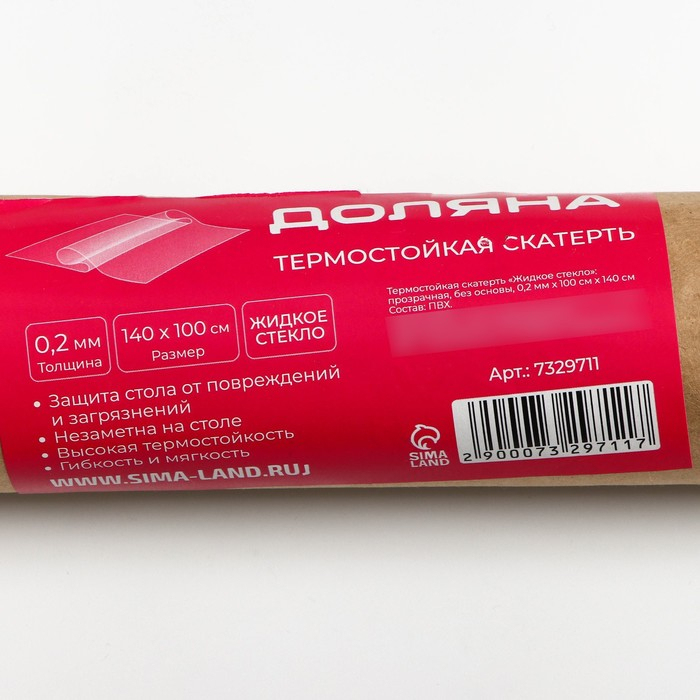 ДОЛЯНА
ТЕРМОСТОЙКАЯ СКАТЕРТЬ
0,2 мм
Толщина
140 х 100 см
Размер
ЖИДКОЕ
СТЕКЛО
• Защита стола от повреждений
и загрязнений
• Незаметно на столе
• Высокая термостойкость
• Гибкость и мягкость
WWW.SIMA-LAND.RU
Термостойкая скатерть «Жидкое стекло»:
прозрачная, без основы, 0,2 мм х 100 см х 140 см
Состав: ПВХ.
Арт.: 7329711
SIMA
LAND
2 900073 297117